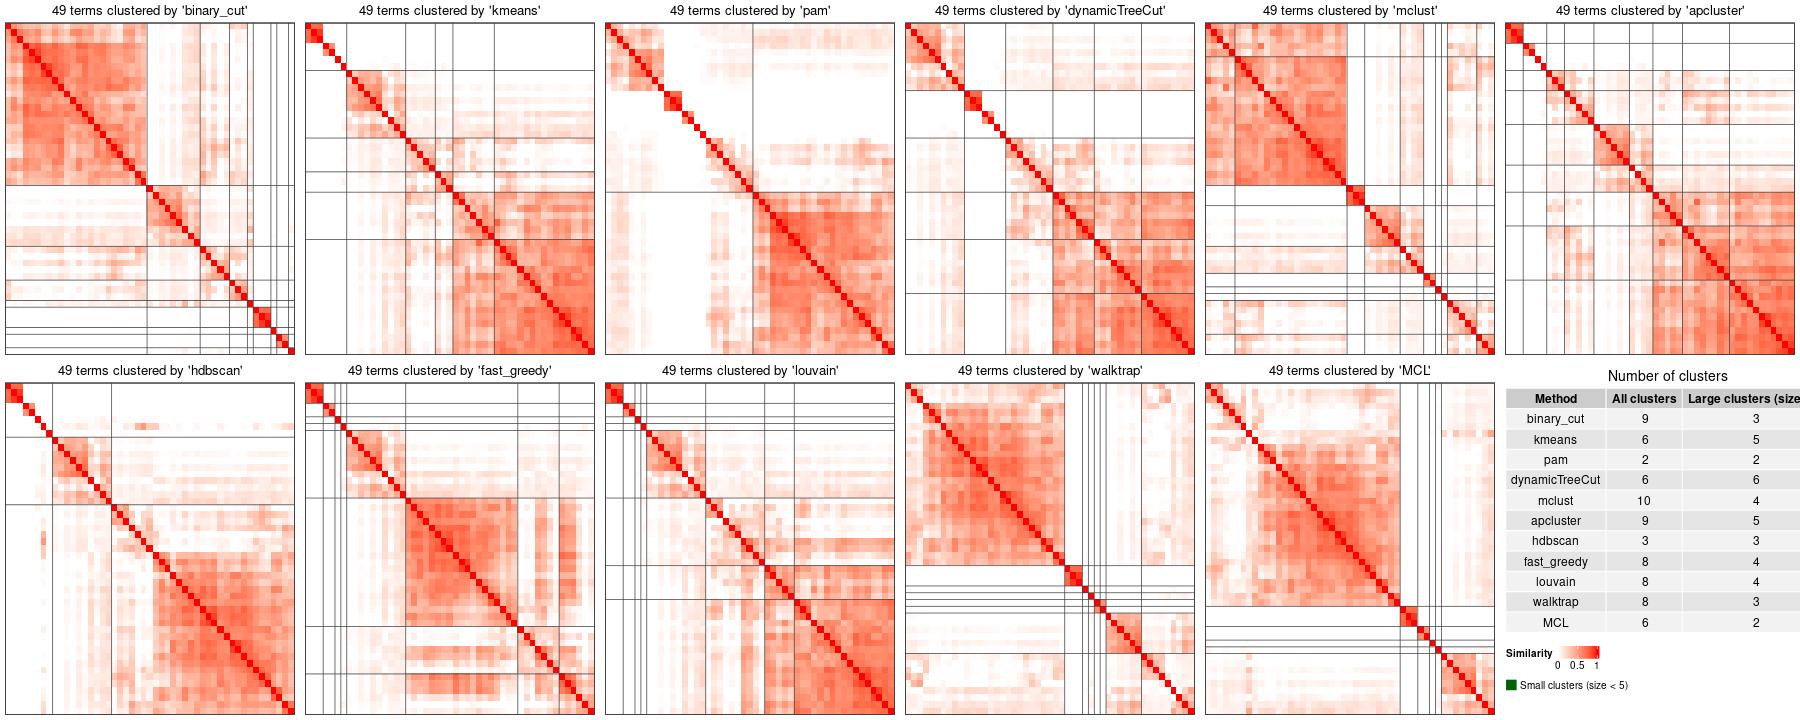 49 terms clustered by 'binary_cut'
49 terms clustered by 'kmeans'
49 terms clustered by 'pam'
49 terms clustered by 'dynamicTreeCut'
49 terms clustered by 'mclust'
49 terms clustered by 'apcluster'
49 terms clustered by 'hdbscan'
49 terms clustered by 'fast_greedy'
49 terms clustered by 'louvain'
49 terms clustered by 'walktrap'
49 terms clustered by 'MCL'
Number of clusters
Method All clusters Large clusters (size
binary_cut 9 3
kmeans 6 5
pam 2 2
dynamicTreeCut 6 6
mclust 10 4
apcluster 9 5
hdbscan 3 3
fast_greedy 8 4
louvain 8 4
walktrap 8 3
MCL 6 2
Similarity
0 0.5 1
Small clusters (size < 5)